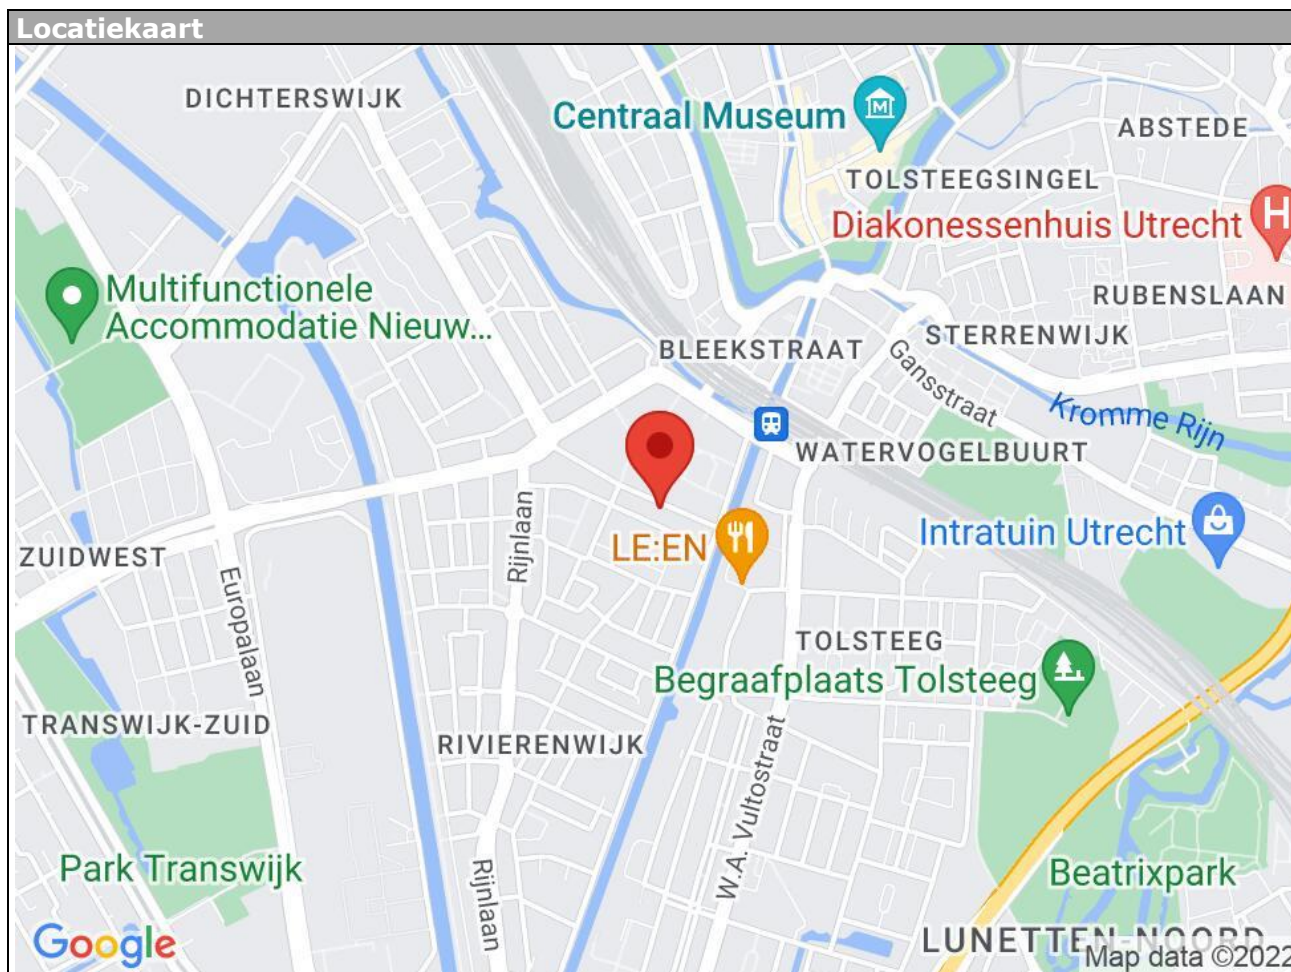 Locatiekaart
DICHTERSWIJK
Centraal Museum
ABSTEDE
TOLSTEEGSINGEL
Diakonessenhuis Utrecht
H
Multifunctionele
Accommodatie Nieuw...
RUBENSLAAN
STERRENWIJK
BLEEKSTRAAT
Gansstraat
Kromme Rijn
WATERVOGELBUURT
Rijnlaan
LE:EN
Intratuin Utrecht
ZUIDWEST
Europalaan
TOLSTEEG
Begraafplaats Tolsteeg
TRANSWIJK-ZUID
RIVIERENWIJK
W.A. Vultostraat
Park Transwijk
Rijnlaan
Beatrixpark
LUNETTEN-NOORD
Google
Map data ©2022